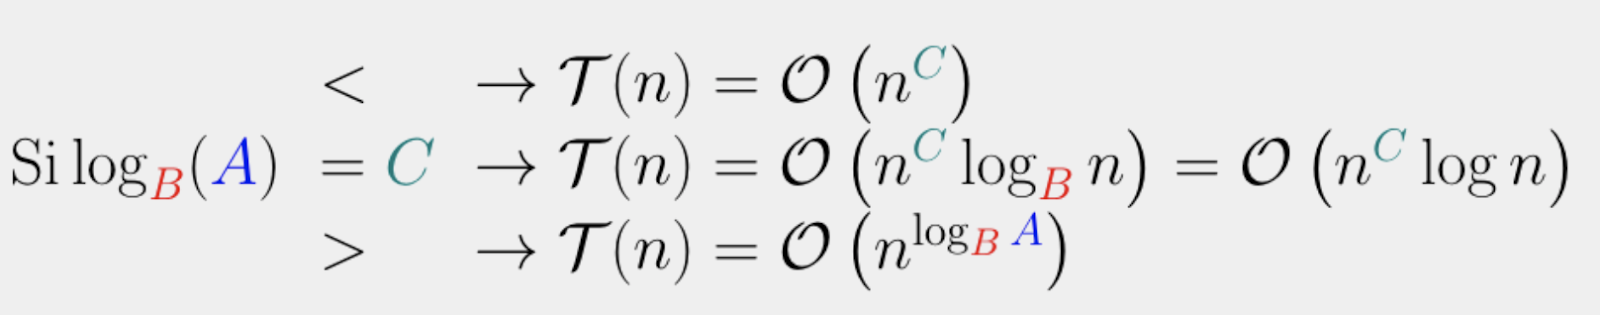 < → 𝒯(n) = 𝒪(n^C)
Si log_B(A) = C → 𝒯(n) = 𝒪(n^C log_B n) = 𝒪(n^C log n)
> → 𝒯(n) = 𝒪(n^{log_B A})